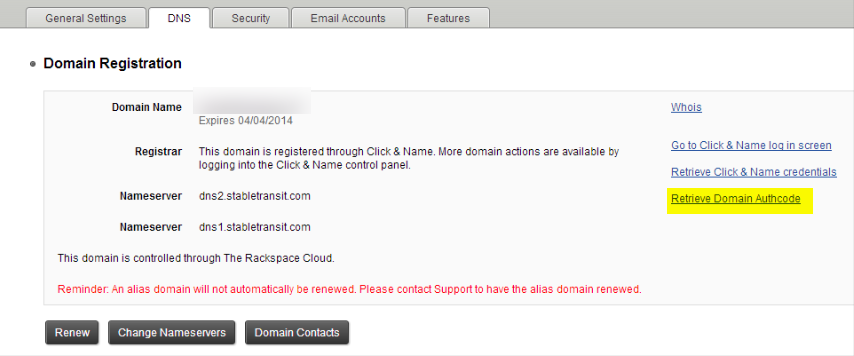 General Settings
DNS
Security
Email Accounts
Features
Domain Registration
Domain Name
Expires 04/04/2014
Whois
Registrar
This domain is registered through Click & Name. More domain actions are available by
logging into the Click & Name control panel.
Go to Click & Name log in screen
Retrieve Click & Name credentials
Nameserver
dns2.stabletransit.com
Retrieve Domain Authcode
Nameserver
dns1.stabletransit.com
This domain is controlled through The Rackspace Cloud.
Reminder: An alias domain will not automatically be renewed. Please contact Support to have the alias domain renewed.
Renew
Change Nameservers
Domain Contacts